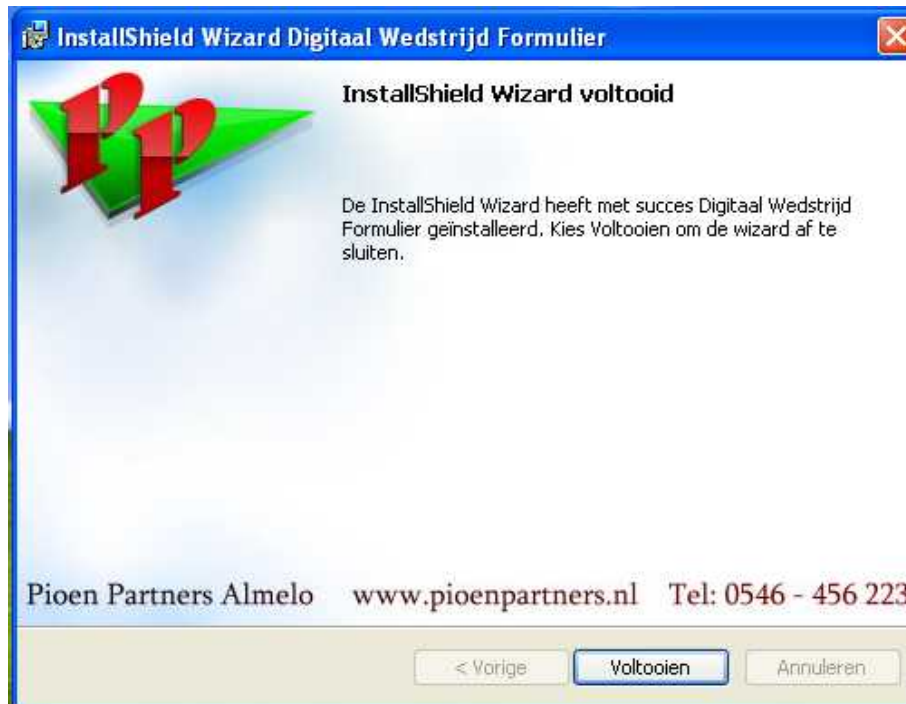 InstallShield Wizard Digitaal Wedstrijd Formulier
PP
InstallShield Wizard voltooid
De InstallShield Wizard heeft met succes Digitaal Wedstrijd
Formulier geïnstalleerd. Kies Voltooien om de wizard af te
sluiten.
Pioen Partners Almelo www.pioenpartners.nl Tel: 0546 - 456 223
< Vorige Voltooien Annuleren